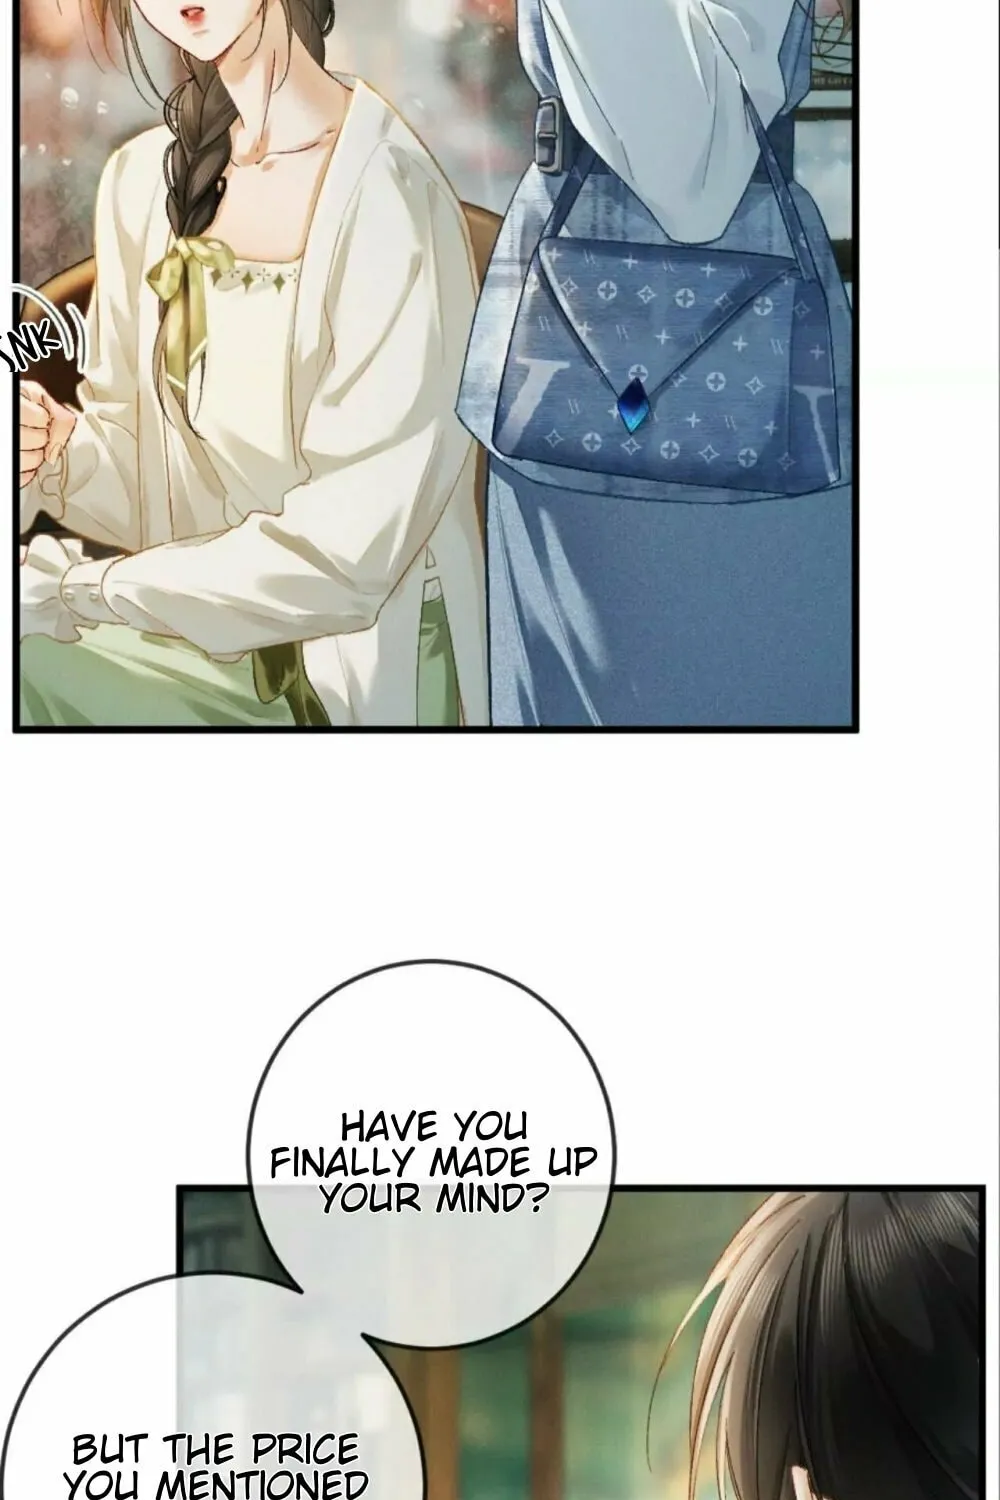 HAVE YOU
FINALLY MADE UP
YOUR MIND?
BUT THE PRICE
YOU MENTIONED